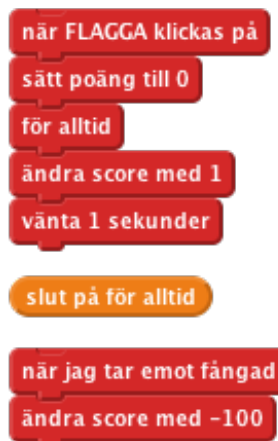 när FLAGGA klickas på
sätt poäng till 0
för alltid
ändra score med 1
vänta 1 sekunder
slut på för alltid
när jag tar emot fångad
ändra score med -100